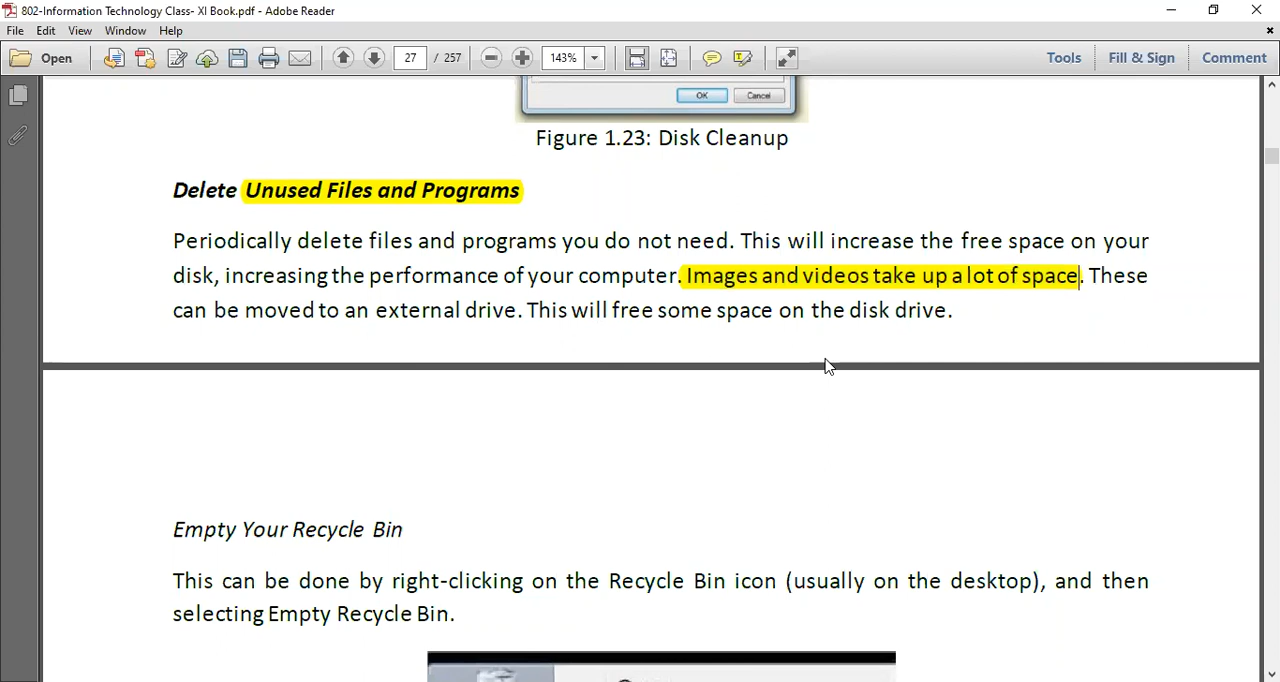 802-Information Technology Class- XI Book.pdf - Adobe Reader
File Edit View Window Help
Open 27 / 257 143% Tools Fill & Sign Comment
OK Cancel
Figure 1.23: Disk Cleanup
Delete Unused Files and Programs
Periodically delete files and programs you do not need. This will increase the free space on your
disk, increasing the performance of your computer. Images and videos take up a lot of space. These
can be moved to an external drive. This will free some space on the disk drive.
Empty Your Recycle Bin
This can be done by right-clicking on the Recycle Bin icon (usually on the desktop), and then
selecting Empty Recycle Bin.